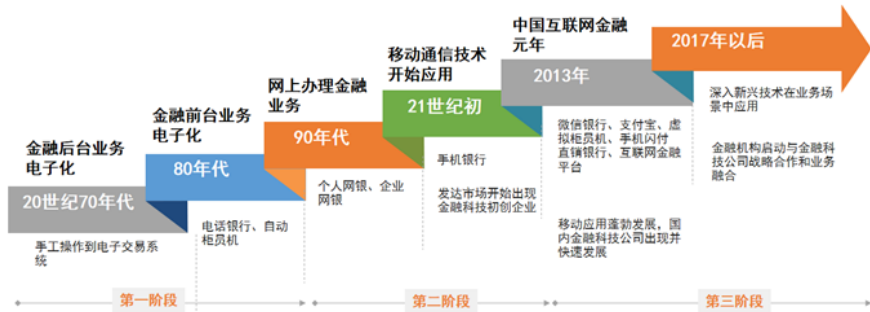 金融后台业务
电子化
20世纪70年代
手工操作到电子交易系
统
金融前台业务
电子化
80年代
电话银行、自动
柜员机
网上办理金融
业务
90年代
个人网银、企业
网银
移动通信技术
开始应用
21世纪初
手机银行
发达市场开始出现
金融科技初创企业
中国互联网金融
元年
2013年
微信银行、支付宝、虚
拟柜员机、手机闪付
直销银行、互联网金融
平台
移动应用蓬勃发展，国
内金融科技公司出现并
快速发展
2017年以后
深入新兴技术在业务场
景中应用
金融机构启动与金融科
技公司战略合作和业务
融合
第一阶段
第二阶段
第三阶段